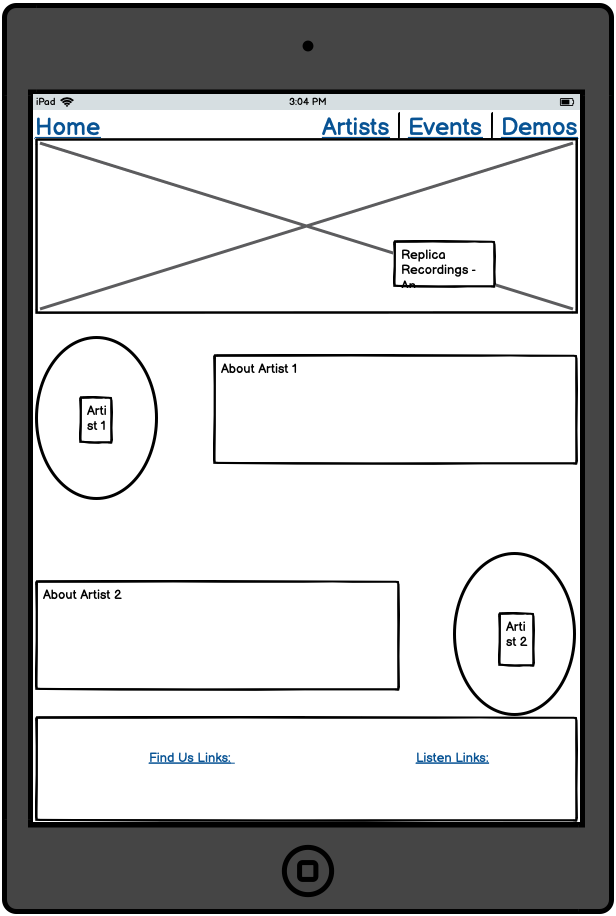 iPad 3:04 PM
Home Artists Events Demos
Replica
Recordings -
An
About Artist 1
Arti
st 1
About Artist 2
Arti
st 2
Find Us Links: Listen Links: